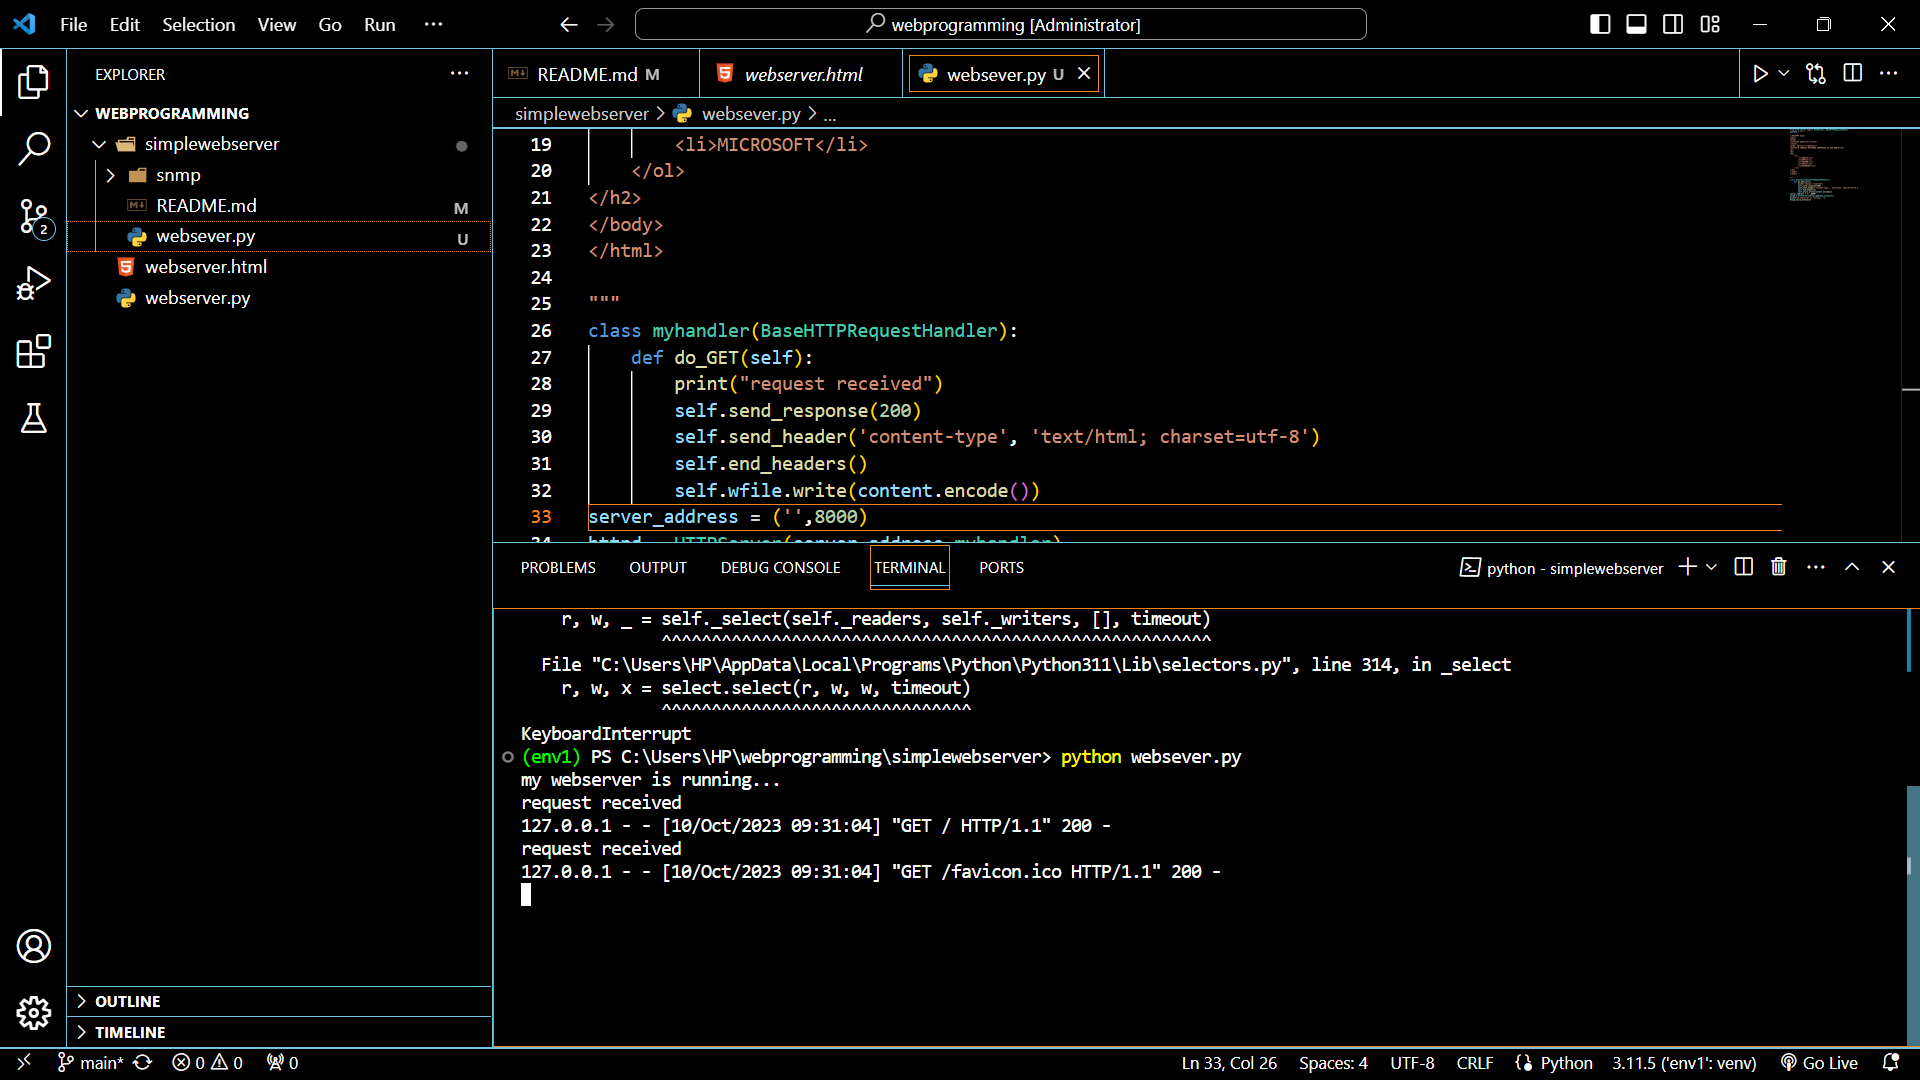 File Edit Selection View Go Run ···
webprogramming [Administrator]
EXPLORER
WEBPROGRAMMING
simplewebserver
snmp
README.md M
websever.py U
webserver.html
webserver.py
OUTLINE
TIMELINE
README.md M
webserver.html
websever.py U
simplewebserver > websever.py > ...
19 <li>MICROSOFT</li>
20 </ol>
21 </h2>
22 </body>
23 </html>
24
25 """
26 class myhandler(BaseHTTPRequestHandler):
27 def do_GET(self):
28 print("request received")
29 self.send_response(200)
30 self.send_header('content-type', 'text/html; charset=utf-8')
31 self.end_headers()
32 self.wfile.write(content.encode())
33 server_address = ('',8000)
34 httpd = HTTPServer(server_address,myhandler)
PROBLEMS OUTPUT DEBUG CONSOLE TERMINAL PORTS
python - simplewebserver
r, w, _ = self._select(self._readers, self._writers, [], timeout)
^^^^^^^^^^^^^^^^^^^^^^^^^^^^^^^^^^^^^^^^^^^^^^^^^^^^^^^
File "C:\Users\HP\AppData\Local\Programs\Python\Python311\Lib\selectors.py", line 314, in _select
r, w, x = select.select(r, w, w, timeout)
^^^^^^^^^^^^^^^^^^^^^^^^^^^^^^^
KeyboardInterrupt
(env1) PS C:\Users\HP\webprogramming\simplewebserver> python websever.py
my webserver is running...
request received
127.0.0.1 - - [10/Oct/2023 09:31:04] "GET / HTTP/1.1" 200 -
request received
127.0.0.1 - - [10/Oct/2023 09:31:04] "GET /favicon.ico HTTP/1.1" 200 -
2
main* 0 0 0
Ln 33, Col 26 Spaces: 4 UTF-8 CRLF Python 3.11.5 ('env1': venv) Go Live